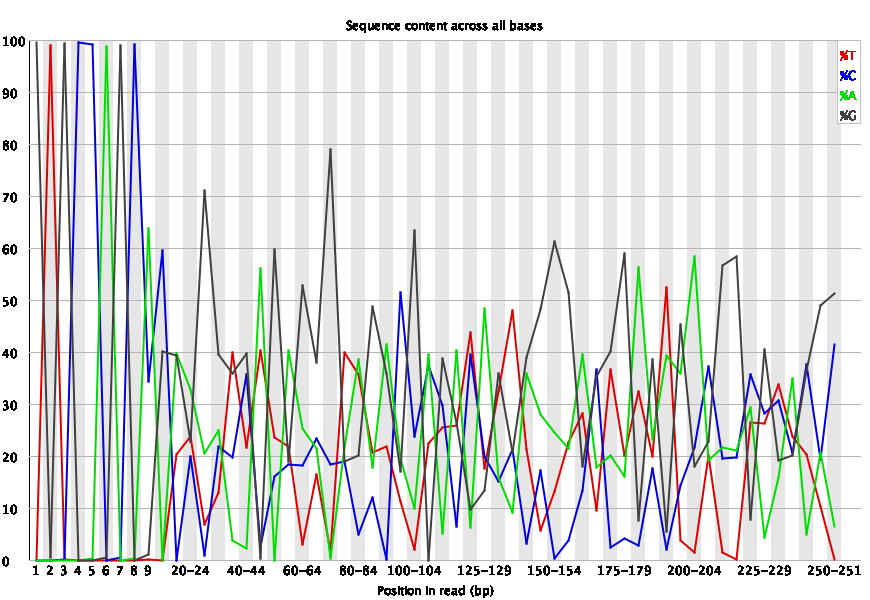 Sequence content across all bases
100
90
80
70
60
50
40
30
20
10
0
%T
%C
%A
%G
1 2 3 4 5 6 7 8 9 20-24 40-44 60-64 80-84 100-104 125-129 150-154 175-179 200-204 225-229 250-251
Position in read (bp)